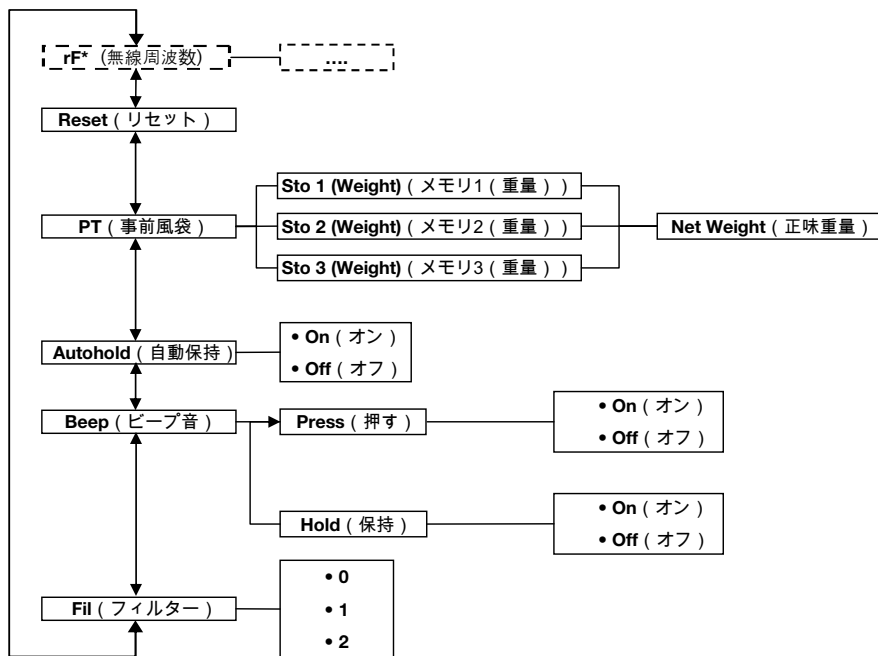 rF* (無線周波数)
....
Reset ( リセット )
PT ( 事前風袋 )
Sto 1 (Weight) ( メモリ1 ( 重量 ) )
Sto 2 (Weight) ( メモリ2 ( 重量 ) )
Sto 3 (Weight) ( メモリ3 ( 重量 ) )
Net Weight ( 正味重量 )
Autohold ( 自動保持 )
• On ( オン )
• Off ( オフ )
Beep ( ビープ音 )
Press ( 押す )
• On ( オン )
• Off ( オフ )
Hold ( 保持 )
• On ( オン )
• Off ( オフ )
Fil ( フィルター )
• 0
• 1
• 2